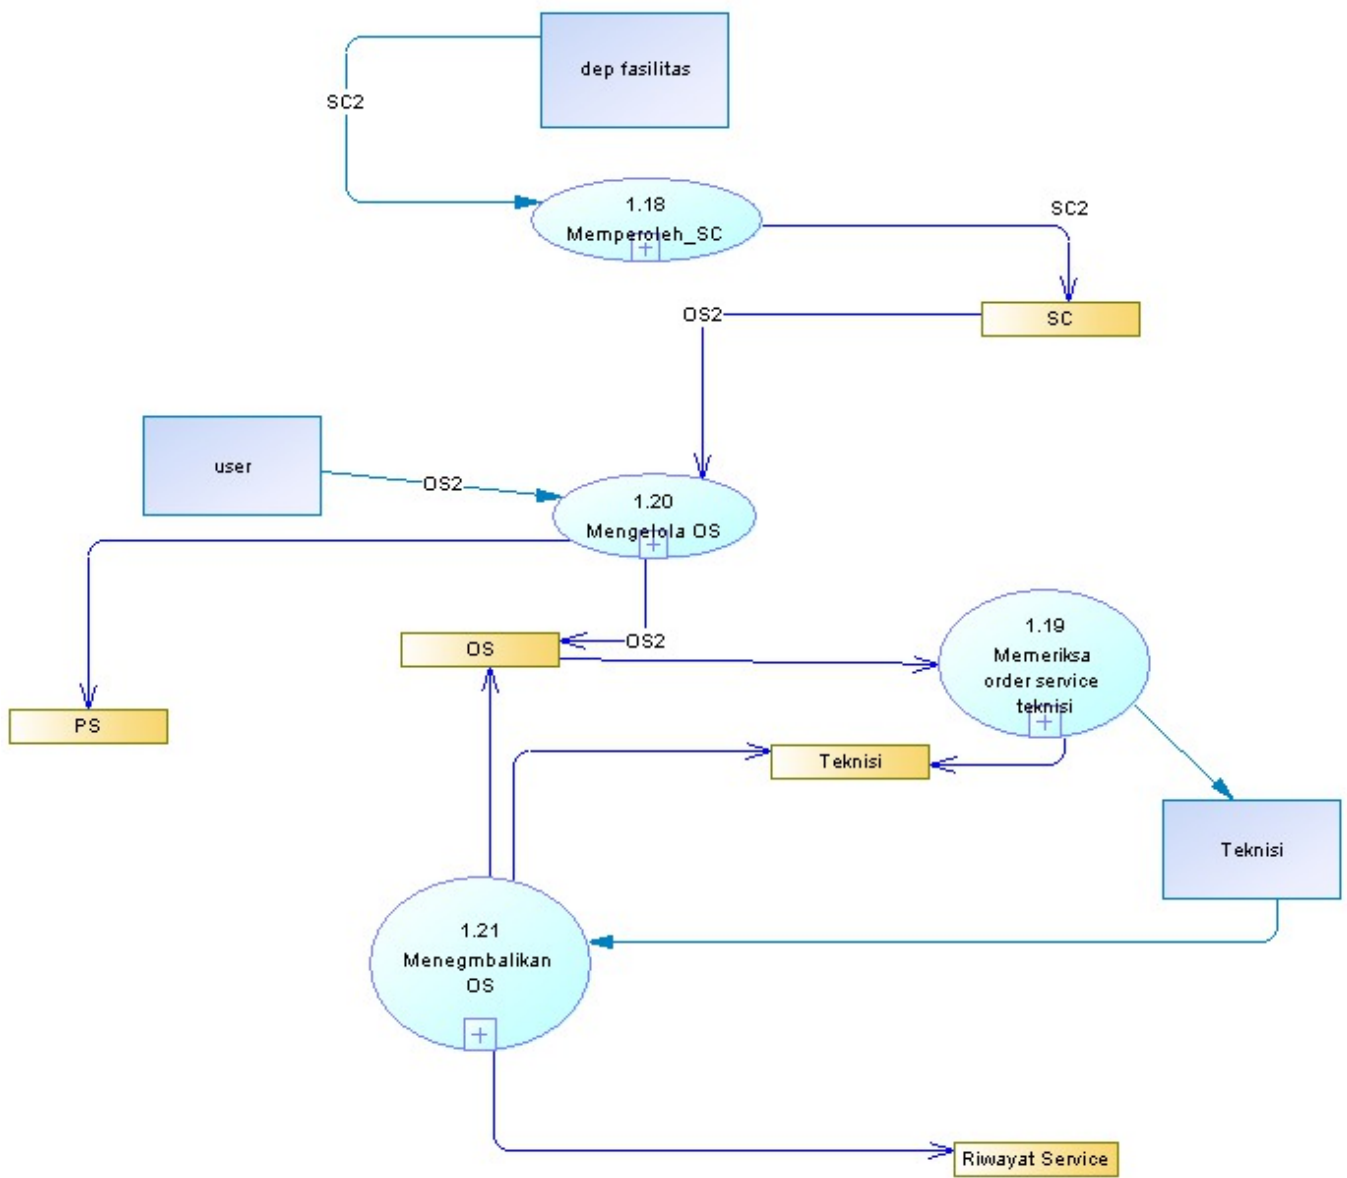 dep fasilitas
SC2
1.18
Memperoleh_SC
SC2
OS2
SC
user
OS2
1.20
Mengelola OS
OS2
OS
1.19
Memeriksa
order service
teknisi
PS
Teknisi
Teknisi
1.21
Menegmbalikan
OS
Riwayat Service